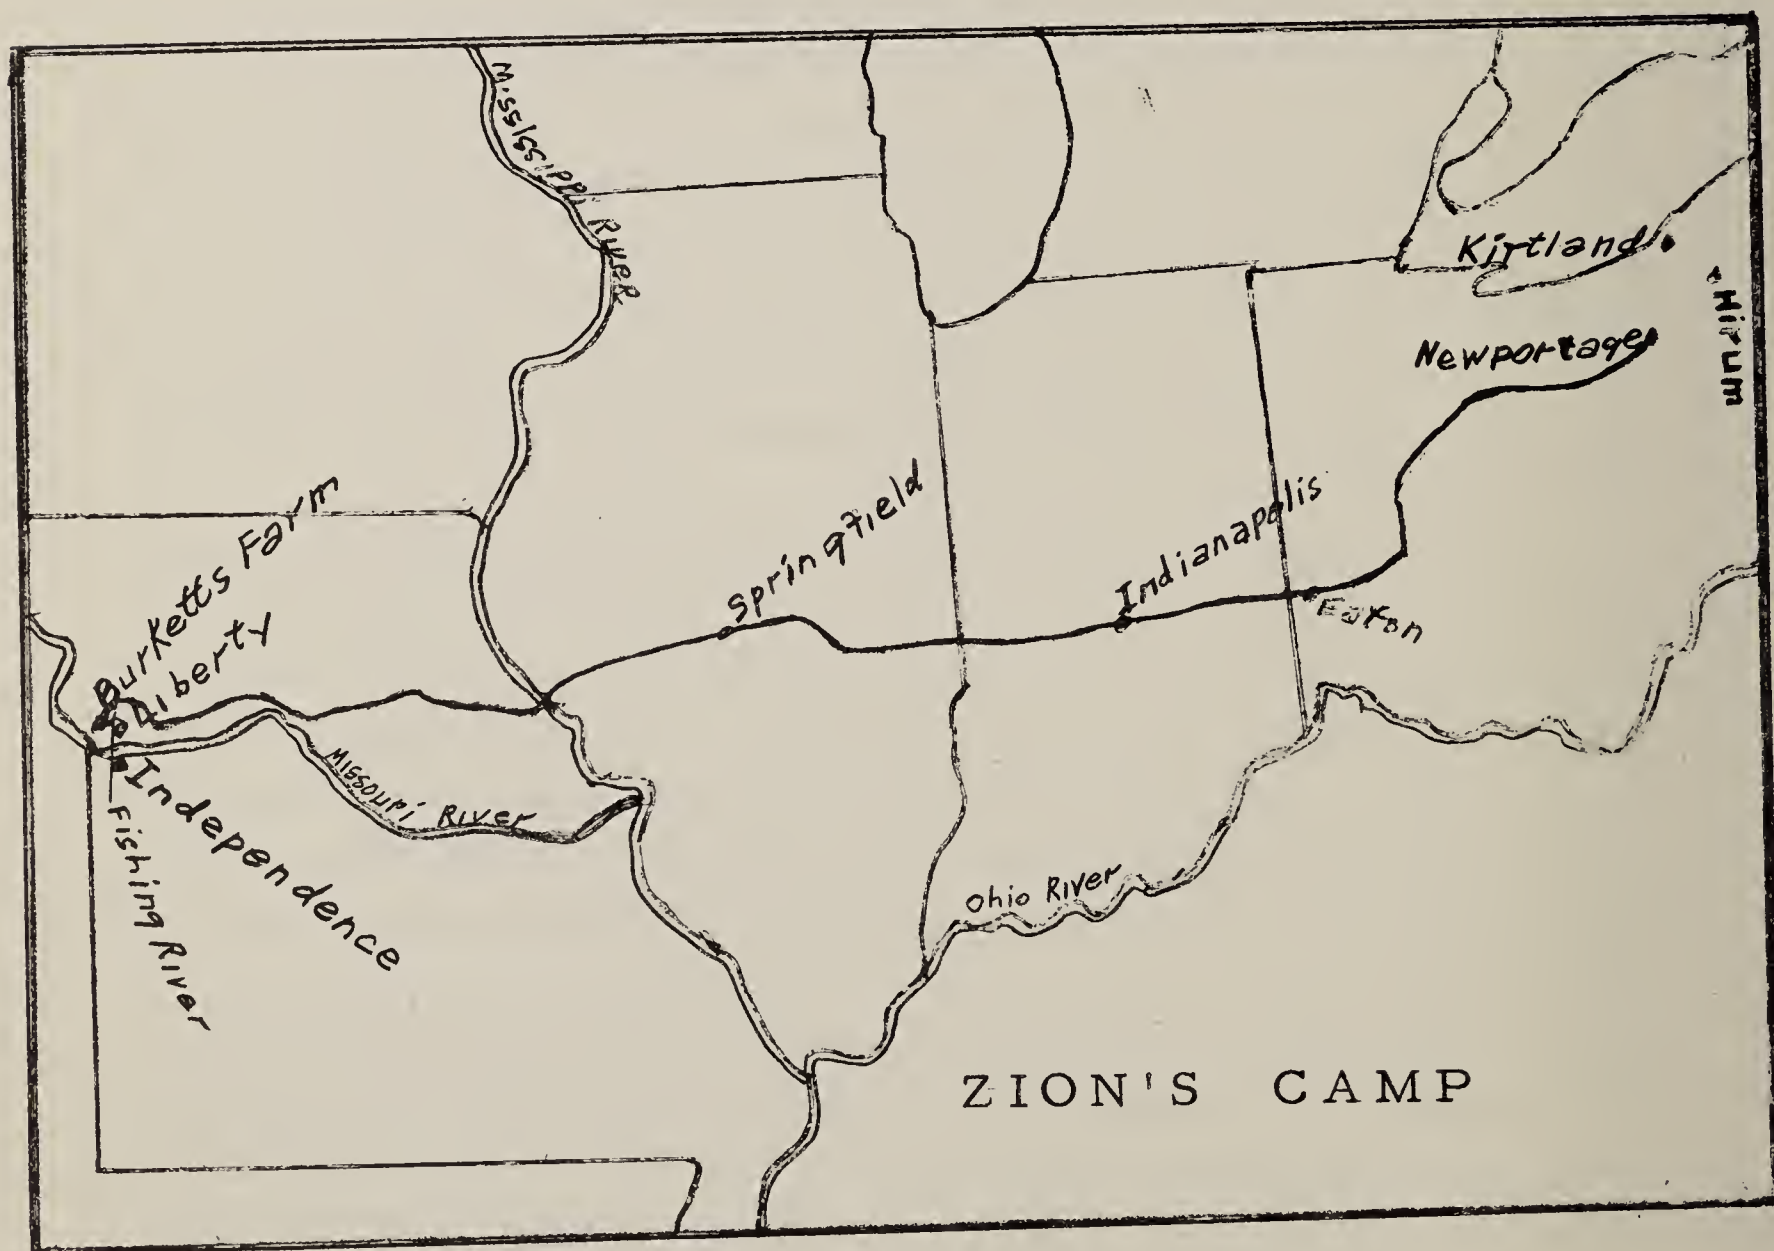 Mississippi River
Kirtland
Hirum
Newportage
Springfield
Indianapolis
Eaton
Burketts Farm
Liberty
Independence
Fishing River
Missouri River
Ohio River
ZION'S CAMP